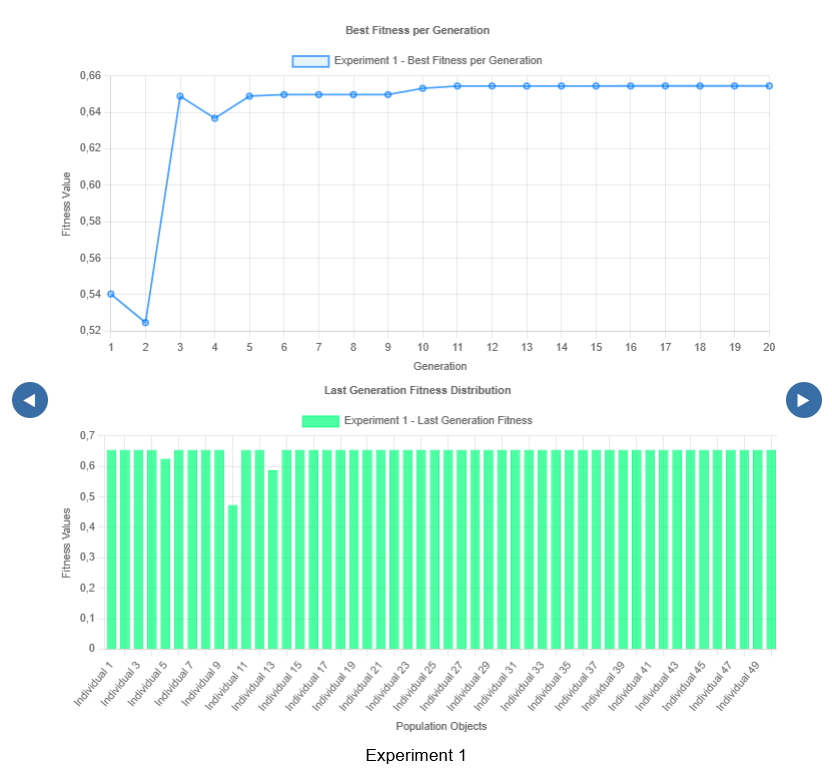 Best Fitness per Generation
Experiment 1 - Best Fitness per Generation
0,66
0,64
0,62
0,60
0,58
0,56
0,54
0,52
Fitness Value
1 2 3 4 5 6 7 8 9 10 11 12 13 14 15 16 17 18 19 20
Generation
Last Generation Fitness Distribution
Experiment 1 - Last Generation Fitness
0,7
0,6
0,5
0,4
0,3
0,2
0,1
0
Fitness Values
Individual 1
Individual 3
Individual 5
Individual 7
Individual 9
Individual 11
Individual 13
Individual 15
Individual 17
Individual 19
Individual 21
Individual 23
Individual 25
Individual 27
Individual 29
Individual 31
Individual 33
Individual 35
Individual 37
Individual 39
Individual 41
Individual 43
Individual 45
Individual 47
Individual 49
Population Objects
Experiment 1